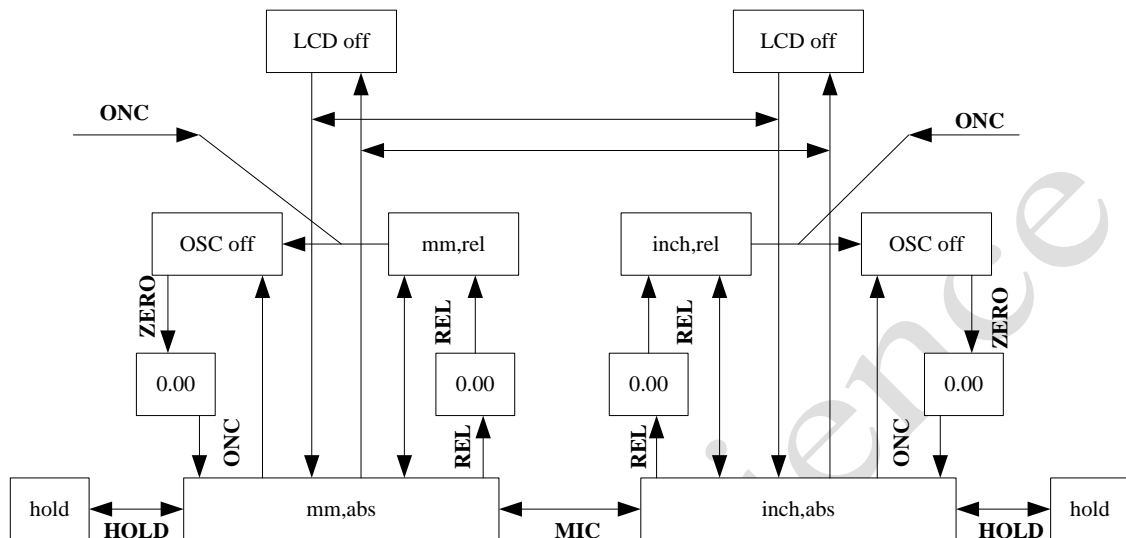 LCD off
LCD off
ONC
ONC
OSC off
mm,rel
inch,rel
OSC off
ZERO
REL
REL
ZERO
0.00
0.00
0.00
0.00
ONC
REL
REL
ONC
hold
mm,abs
inch,abs
hold
HOLD
MIC
HOLD
ience